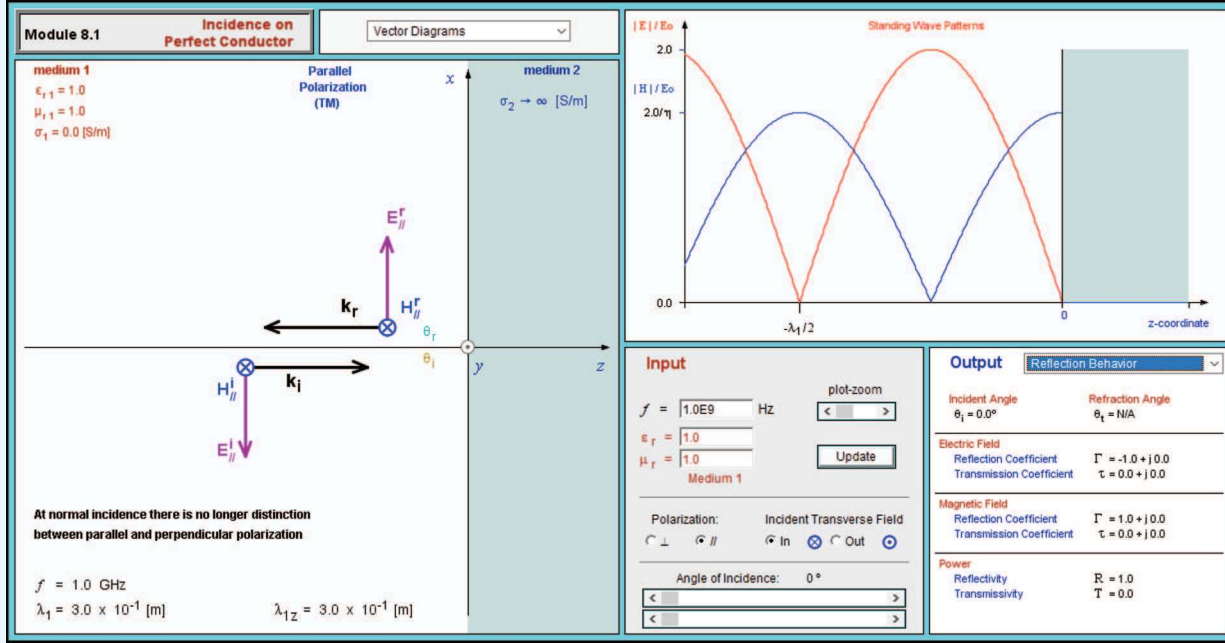 Module 8.1
Incidence on
Perfect Conductor
Vector Diagrams
medium 1
ε r 1 = 1.0
μ r 1 = 1.0
σ1 = 0.0 [S/m]
Parallel
Polarization
(TM)
x
medium 2
σ2 → ∞ [S/m]
E//r
kr
H//r
θr
θi
H//i
ki
y
z
E//i
At normal incidence there is no longer distinction
between parallel and perpendicular polarization
f = 1.0 GHz
λ1 = 3.0 x 10-1 [m]
λ1z = 3.0 x 10-1 [m]
|E|/Eo
Standing Wave Patterns
2.0
|H|/Eo
2.0/η
0.0
-λ1/2
0
z-coordinate
Input
f = 1.0E9 Hz
plot-zoom
< >
εr = 1.0
μr = 1.0
Update
Medium 1
Polarization:
⊥ //
Incident Transverse Field
In ⊗ Out ⊙
Angle of Incidence: 0 °
< >
< >
Output
Reflection Behavior
Incident Angle
θi = 0.0°
Refraction Angle
θt = N/A
Electric Field
Reflection Coefficient Γ = -1.0 + j 0.0
Transmission Coefficient τ = 0.0 + j 0.0
Magnetic Field
Reflection Coefficient Γ = 1.0 + j 0.0
Transmission Coefficient τ = 0.0 + j 0.0
Power
Reflectivity R = 1.0
Transmissivity T = 0.0